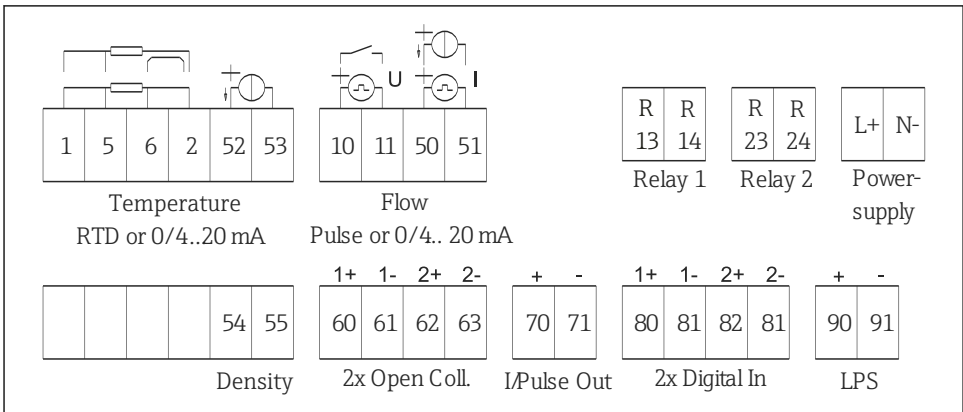 U I
1 5 6 2 52 53 10 11 50 51 R 13 R 14 R 23 R 24 L+ N-
Temperature
RTD or 0/4..20 mA
Flow
Pulse or 0/4.. 20 mA
Relay 1
Relay 2
Power-
supply
1+ 1- 2+ 2- + - 1+ 1- 2+ 2- + -
54 55 60 61 62 63 70 71 80 81 82 81 90 91
Density 2x Open Coll. I/Pulse Out 2x Digital In LPS